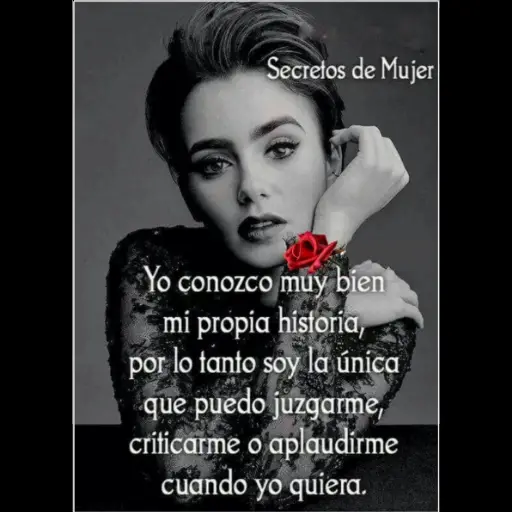 Secretos de Mujer
Yo conozco muy bien
mi propia historia,
por lo tanto soy la única
que puedo juzgarme,
criticarme o aplaudirme
cuando yo quiera.